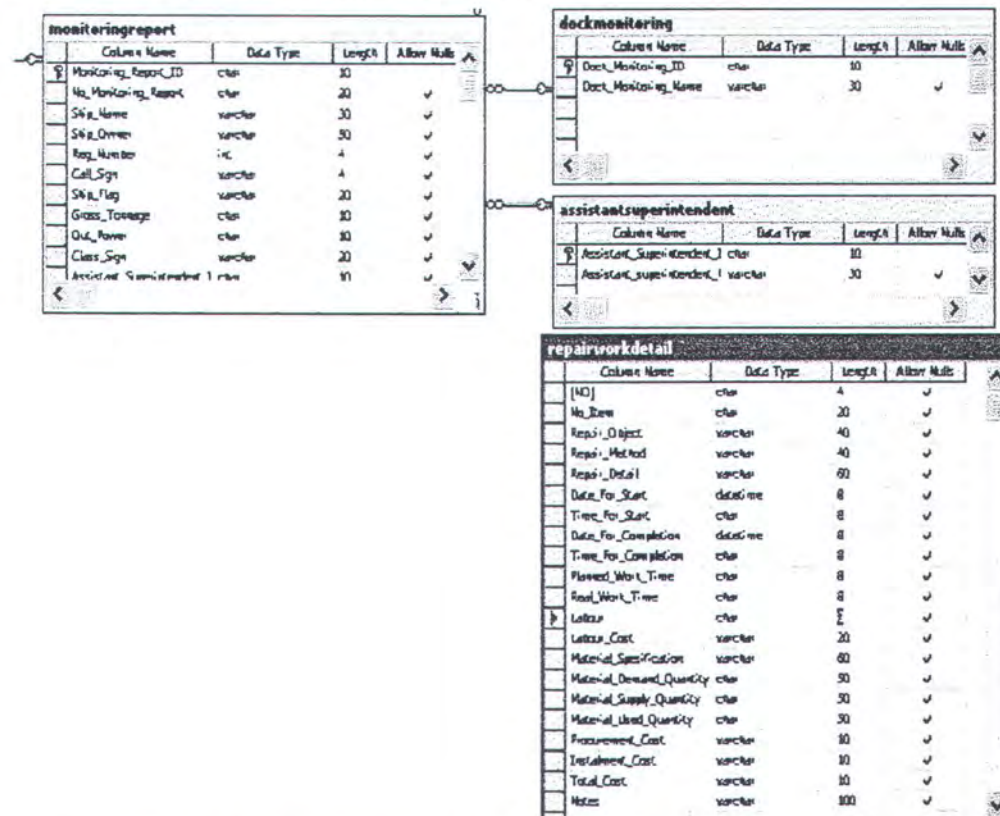 monitoringreport
Column Name Data Type Length Allow Nulls
Monitoring_Report_ID char 10
No_Monitoring_Report char 20
Ship_Name varchar 30
Ship_Owner varchar 50
Reg_Number int 4
Call_Sign varchar 4
Ship_Flag varchar 20
Gross_Tonnage char 10
Out_Power char 10
Class_Sign varchar 20
Assistant_Superintendent_I char 10
dockmonitoring
Column Name Data Type Length Allow Nulls
Dock_Monitoring_ID char 10
Dock_Monitoring_Name varchar 30
assistantsuperintendent
Column Name Data Type Length Allow Nulls
Assistant_Superintendent_I char 10
Assistant_Superintendent_N varchar 30
repairworkdetail
Column Name Data Type Length Allow Nulls
[NO] char 4
No_Item char 20
Repair_Object varchar 40
Repair_Method varchar 40
Repair_Detail varchar 60
Date_For_Start datetime 8
Time_For_Start char 8
Date_For_Completion datetime 8
Time_For_Completion char 8
Planned_Work_Time char 8
Real_Work_Time char 8
Labour char
Labour_Cost varchar 20
Material_Spesification varchar 60
Material_Demand_Quantity char 50
Material_Supply_Quantity char 50
Material_Used_Quantity char 50
Procurement_Cost varchar 10
Instalment_Cost varchar 10
Total_Cost varchar 10
Notes varchar 100